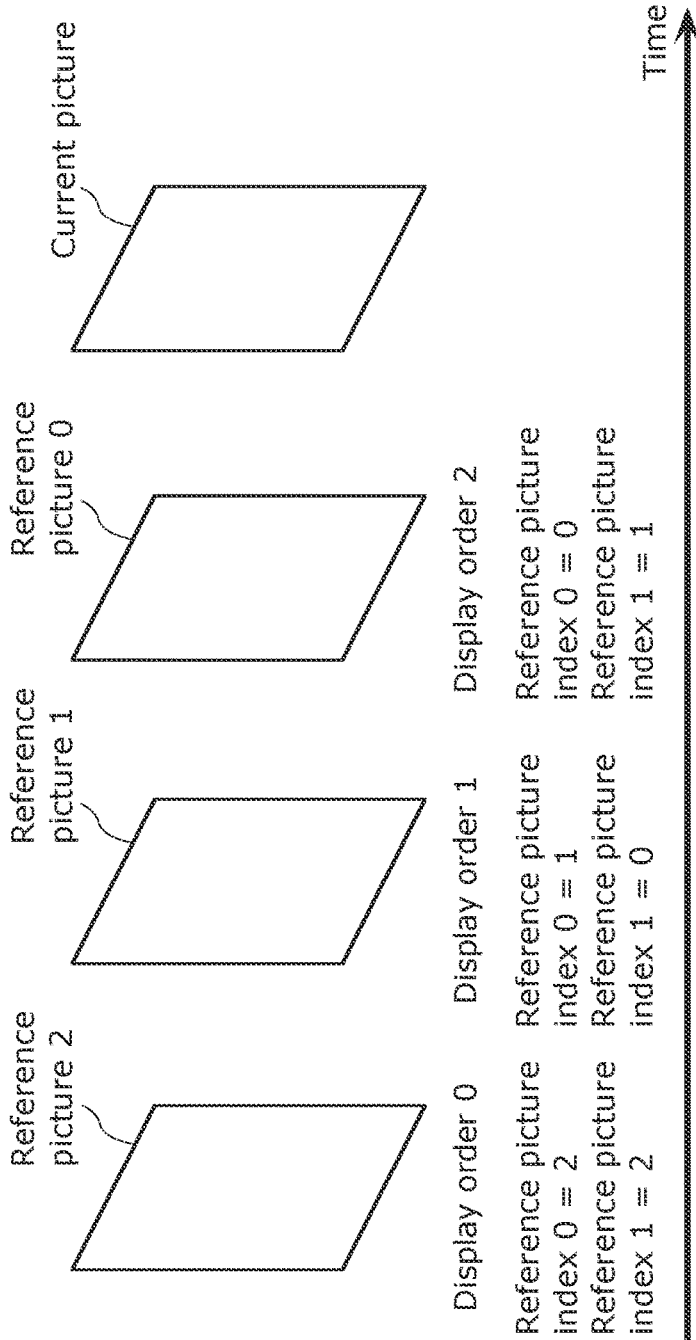 Reference
picture 2
Reference
picture 1
Reference
picture 0
Current picture
Display order 0
Display order 1
Display order 2
Reference picture
index 0 = 2
Reference picture
index 1 = 2
Reference picture
index 0 = 1
Reference picture
index 1 = 0
Reference picture
index 0 = 0
Reference picture
index 1 = 1
Time